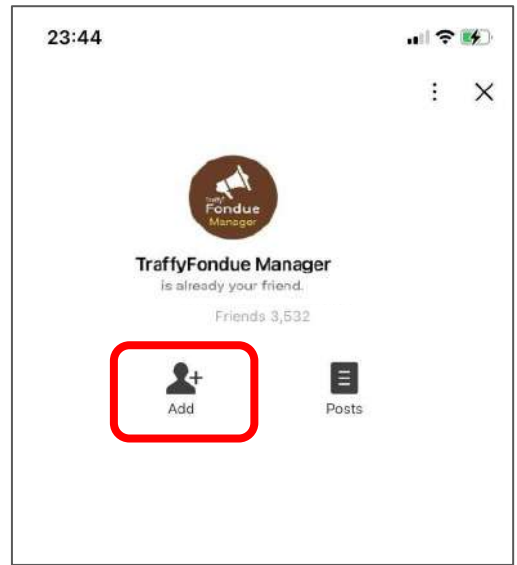 23:44
Traffy
Fondue
Manager
TraffyFondue Manager
is already your friend.
Friends 3,532
Add
Posts